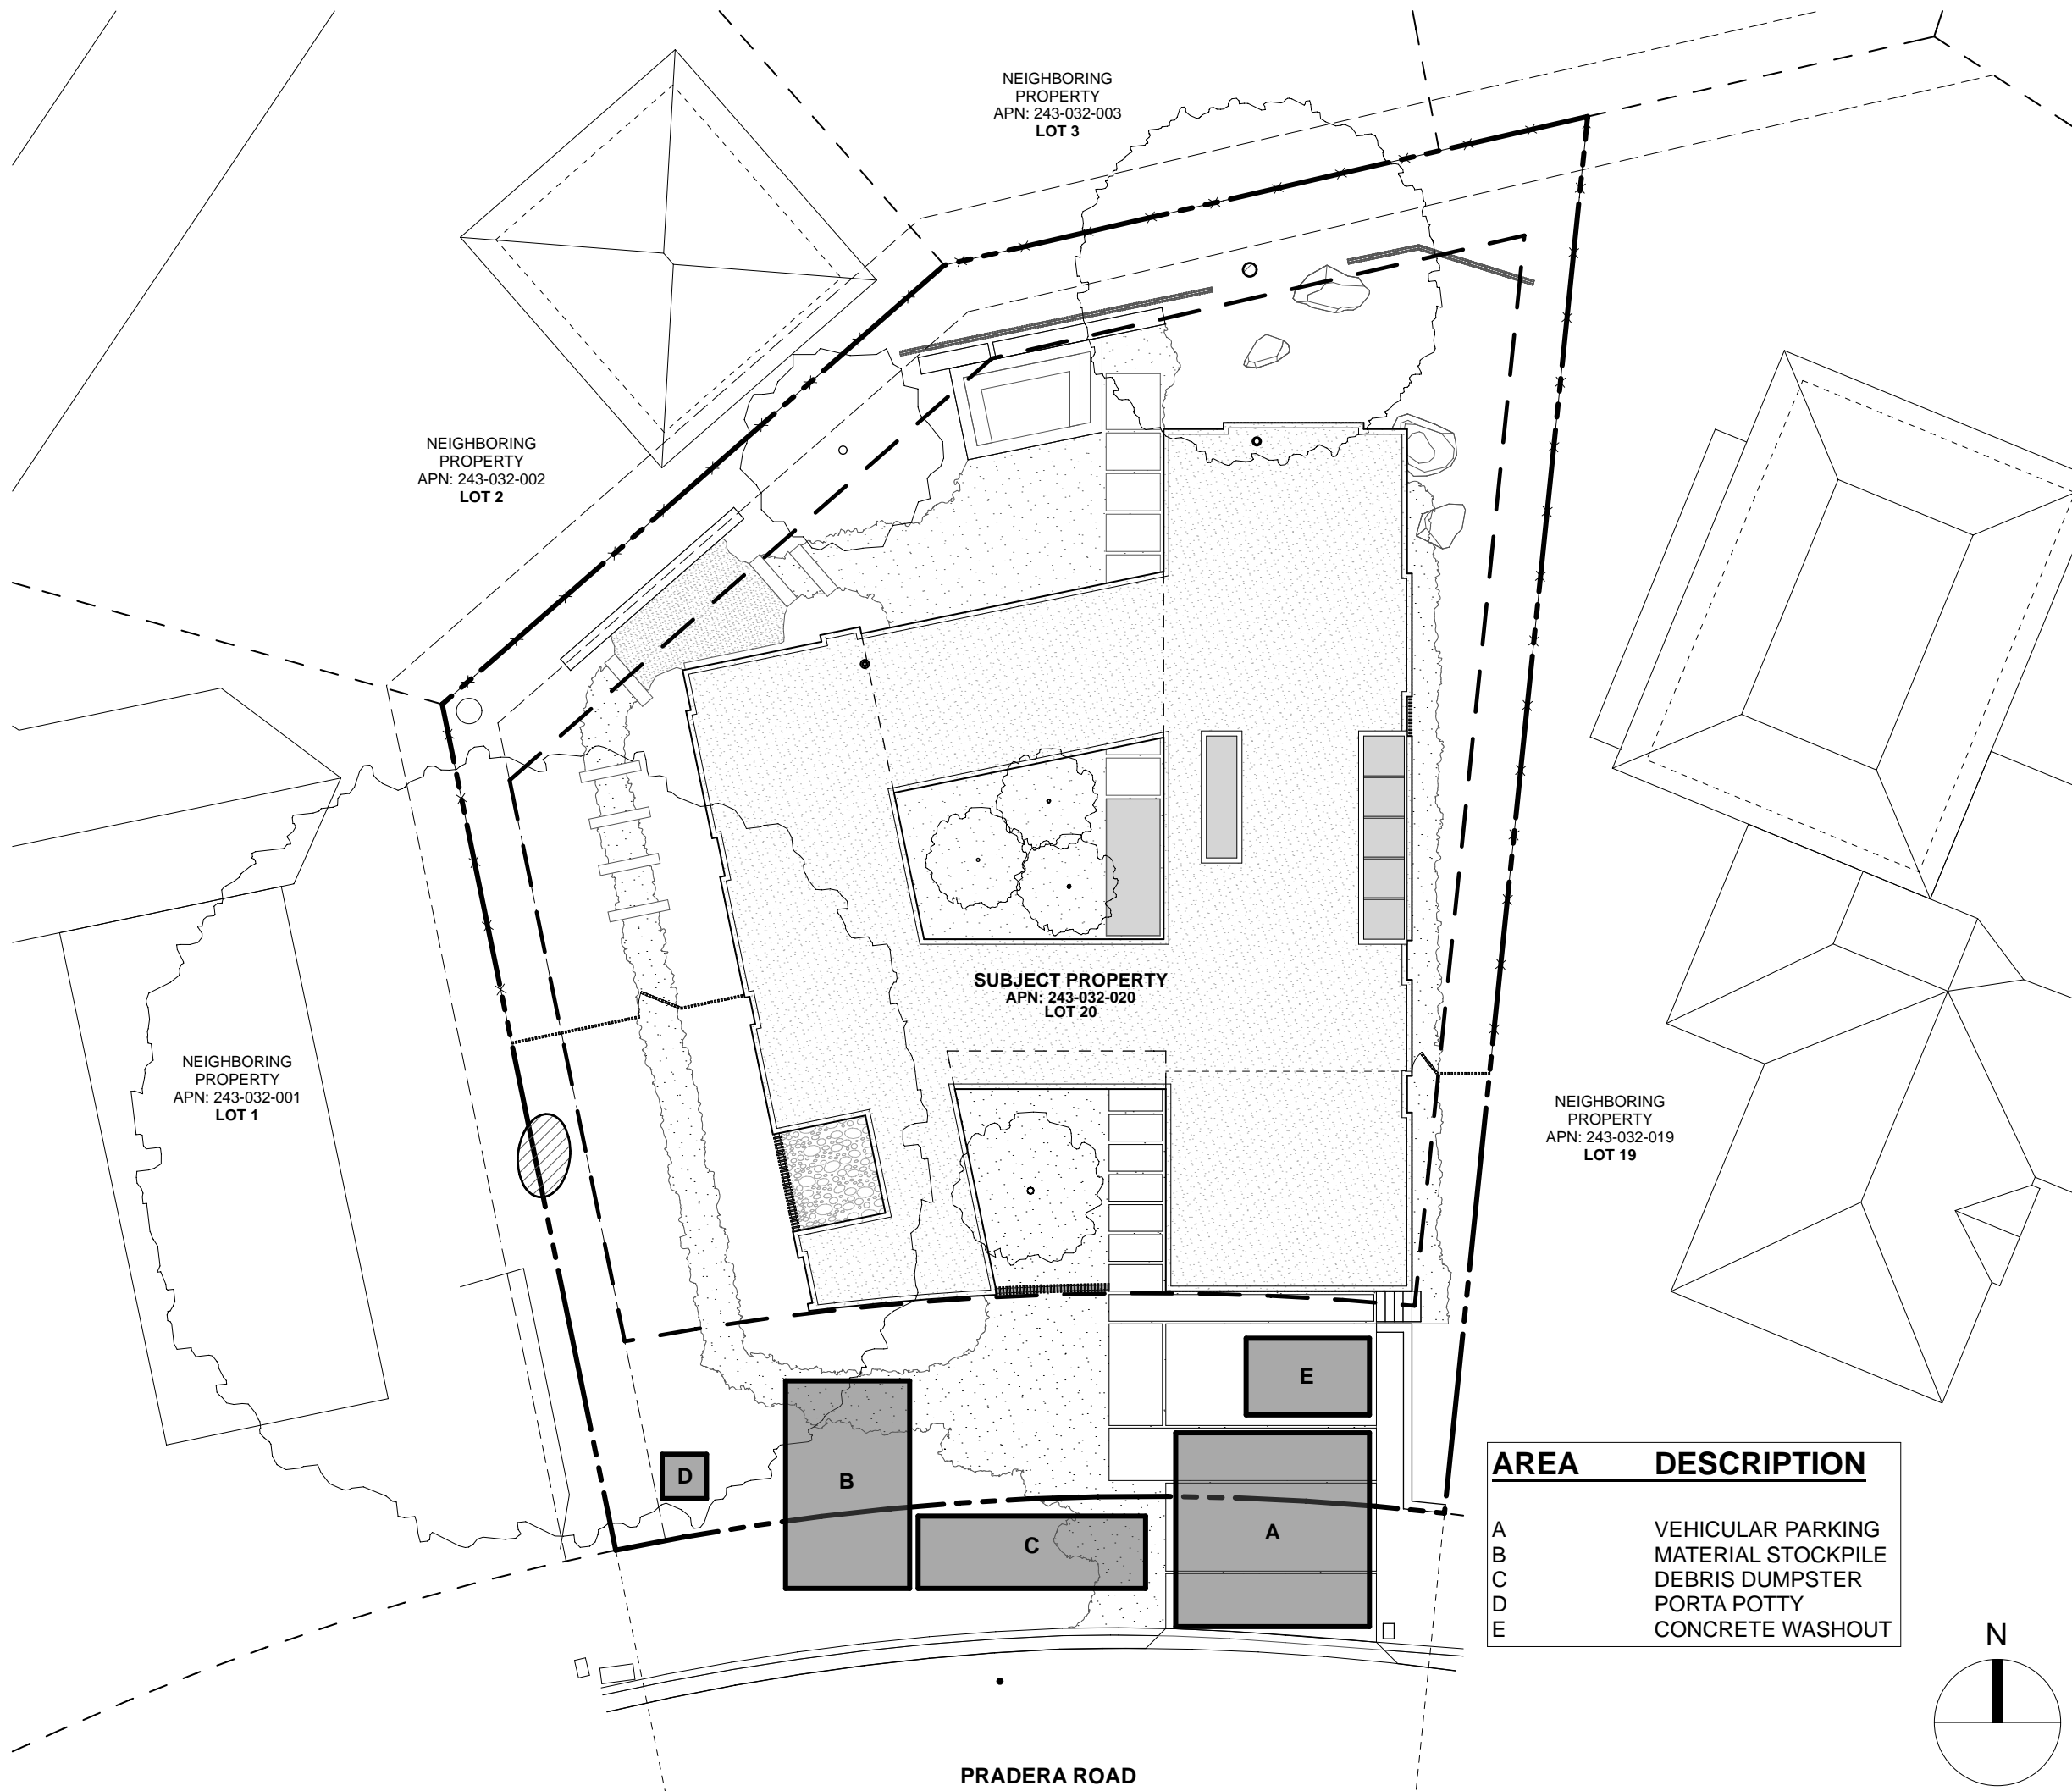 NEIGHBORING
PROPERTY
APN: 243-032-003
LOT 3
NEIGHBORING
PROPERTY
APN: 243-032-002
LOT 2
SUBJECT PROPERTY
APN: 243-032-020
LOT 20
NEIGHBORING
PROPERTY
APN: 243-032-001
LOT 1
NEIGHBORING
PROPERTY
APN: 243-032-019
LOT 19
E
D
B
C
A
AREA DESCRIPTION
A VEHICULAR PARKING
B MATERIAL STOCKPILE
C DEBRIS DUMPSTER
D PORTA POTTY
E CONCRETE WASHOUT
N
PRADERA ROAD